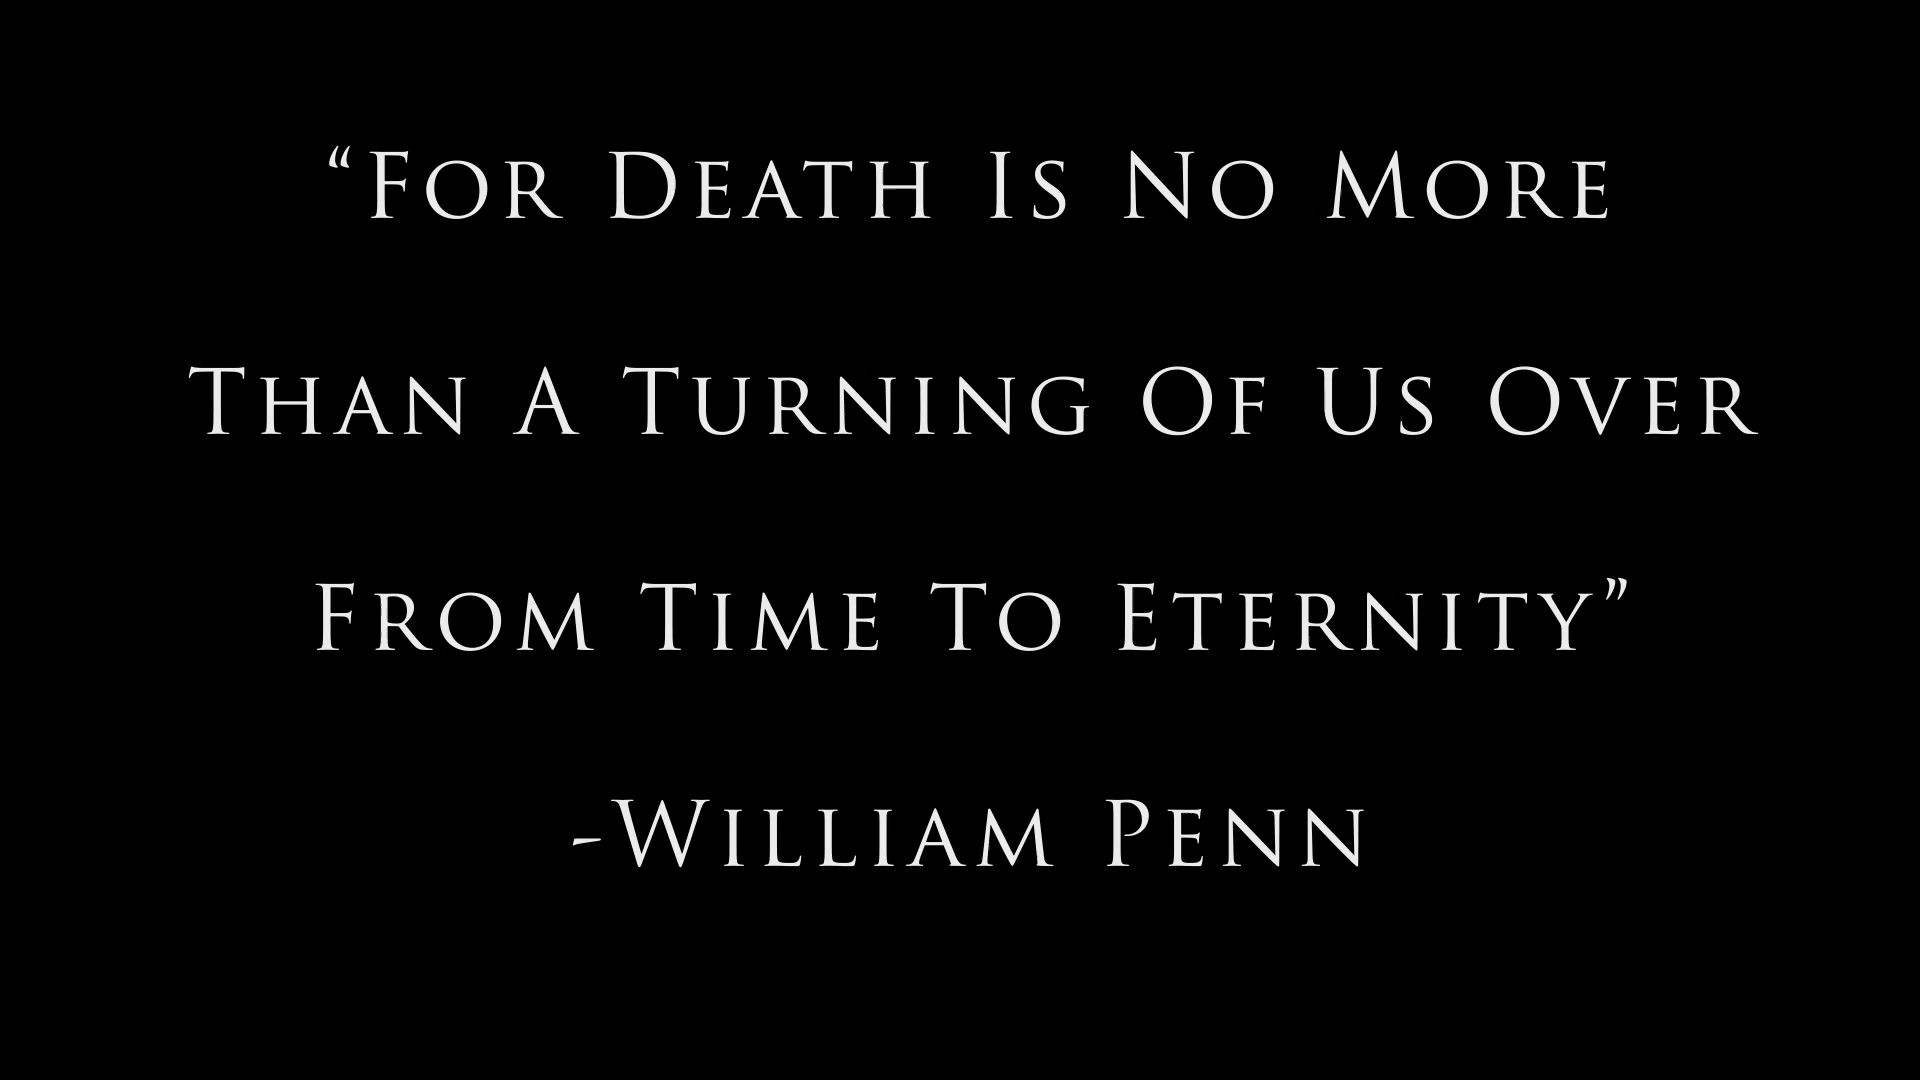 “For Death Is No More
Than A Turning Of Us Over
From Time To Eternity”
-William Penn